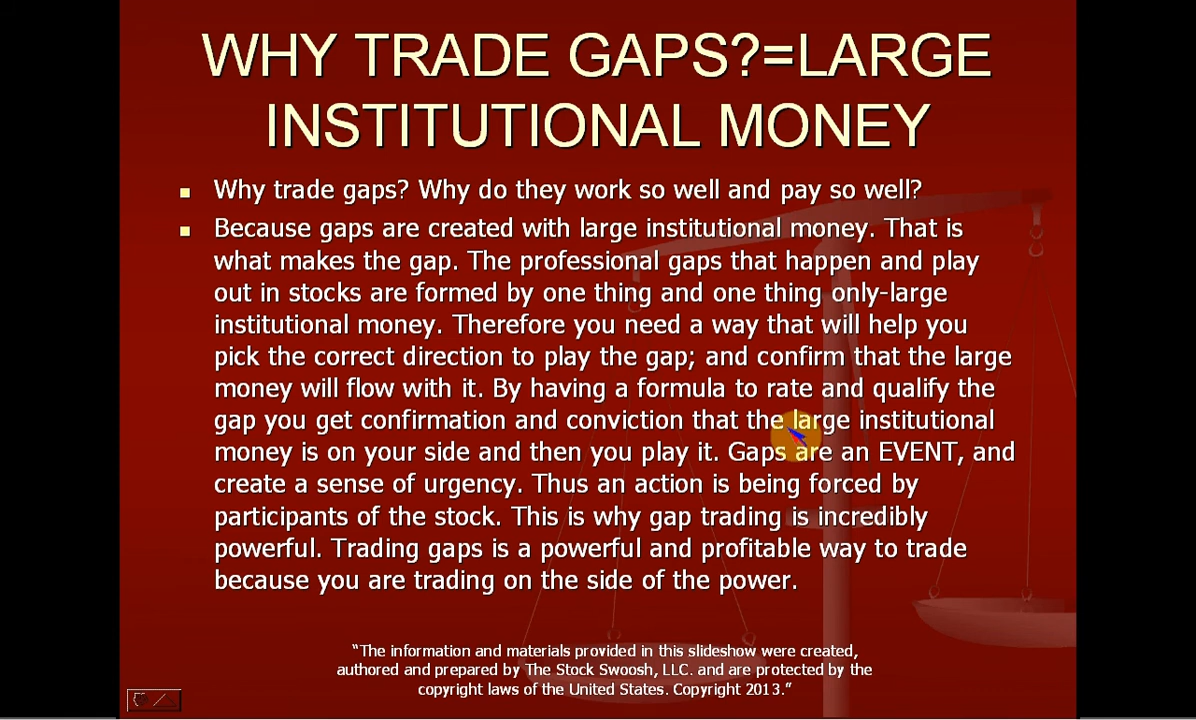 WHY TRADE GAPS?=LARGE
INSTITUTIONAL MONEY
Why trade gaps? Why do they work so well and pay so well?
Because gaps are created with large institutional money. That is
what makes the gap. The professional gaps that happen and play
out in stocks are formed by one thing and one thing only-large
institutional money. Therefore you need a way that will help you
pick the correct direction to play the gap; and confirm that the large
money will flow with it. By having a formula to rate and qualify the
gap you get confirmation and conviction that the large institutional
money is on your side and then you play it. Gaps are an EVENT, and
create a sense of urgency. Thus an action is being forced by
participants of the stock. This is why gap trading is incredibly
powerful. Trading gaps is a powerful and profitable way to trade
because you are trading on the side of the power.
“The information and materials provided in this slideshow were created,
authored and prepared by The Stock Swoosh, LLC. and are protected by the
copyright laws of the United States. Copyright 2013.”